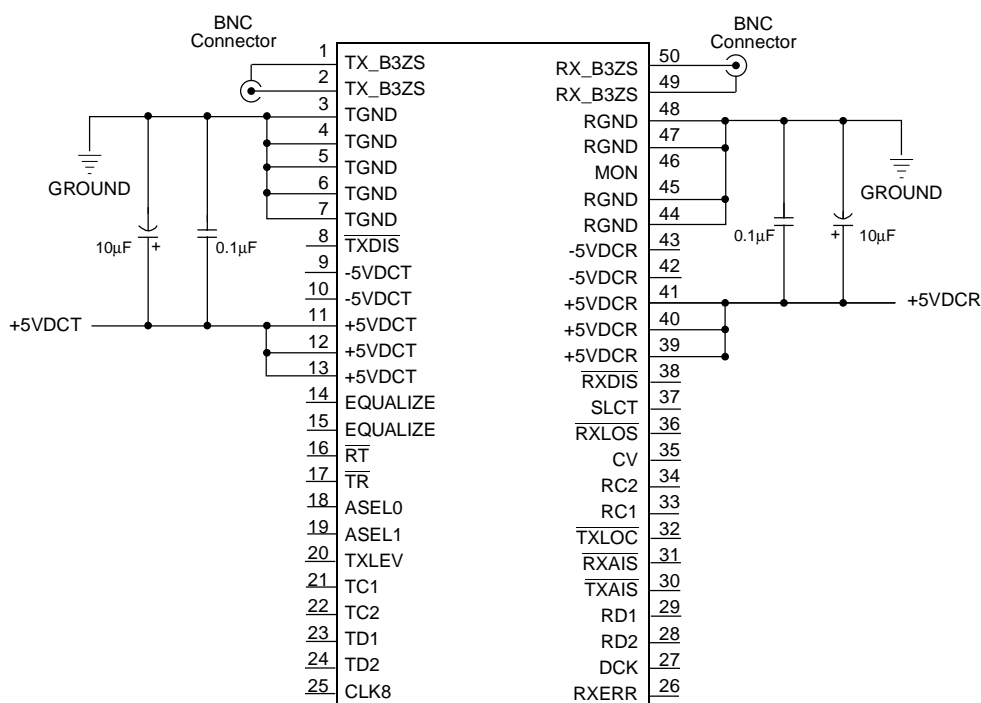 BNC
Connector
BNC
Connector
1 TX_B3ZS
2 TX_B3ZS
3 TGND
4 TGND
5 TGND
6 TGND
7 TGND
8 TXDIS
9 -5VDCT
10 -5VDCT
11 +5VDCT
12 +5VDCT
13 +5VDCT
14 EQUALIZE
15 EQUALIZE
16 RT
17 TR
18 ASEL0
19 ASEL1
20 TXLEV
21 TC1
22 TC2
23 TD1
24 TD2
25 CLK8
GROUND
10μF +
0.1μF
+5VDCT
RX_B3ZS 50
RX_B3ZS 49
RGND 48
RGND 47
MON 46
RGND 45
RGND 44
-5VDCR 43
-5VDCR 42
+5VDCR 41
+5VDCR 40
+5VDCR 39
RXDIS 38
SLCT 37
RXLOS 36
CV 35
RC2 34
RC1 33
TXLOC 32
RXAIS 31
TXAIS 30
RD1 29
RD2 28
DCK 27
RXERR 26
GROUND
0.1μF
+ 10μF
+5VDCR